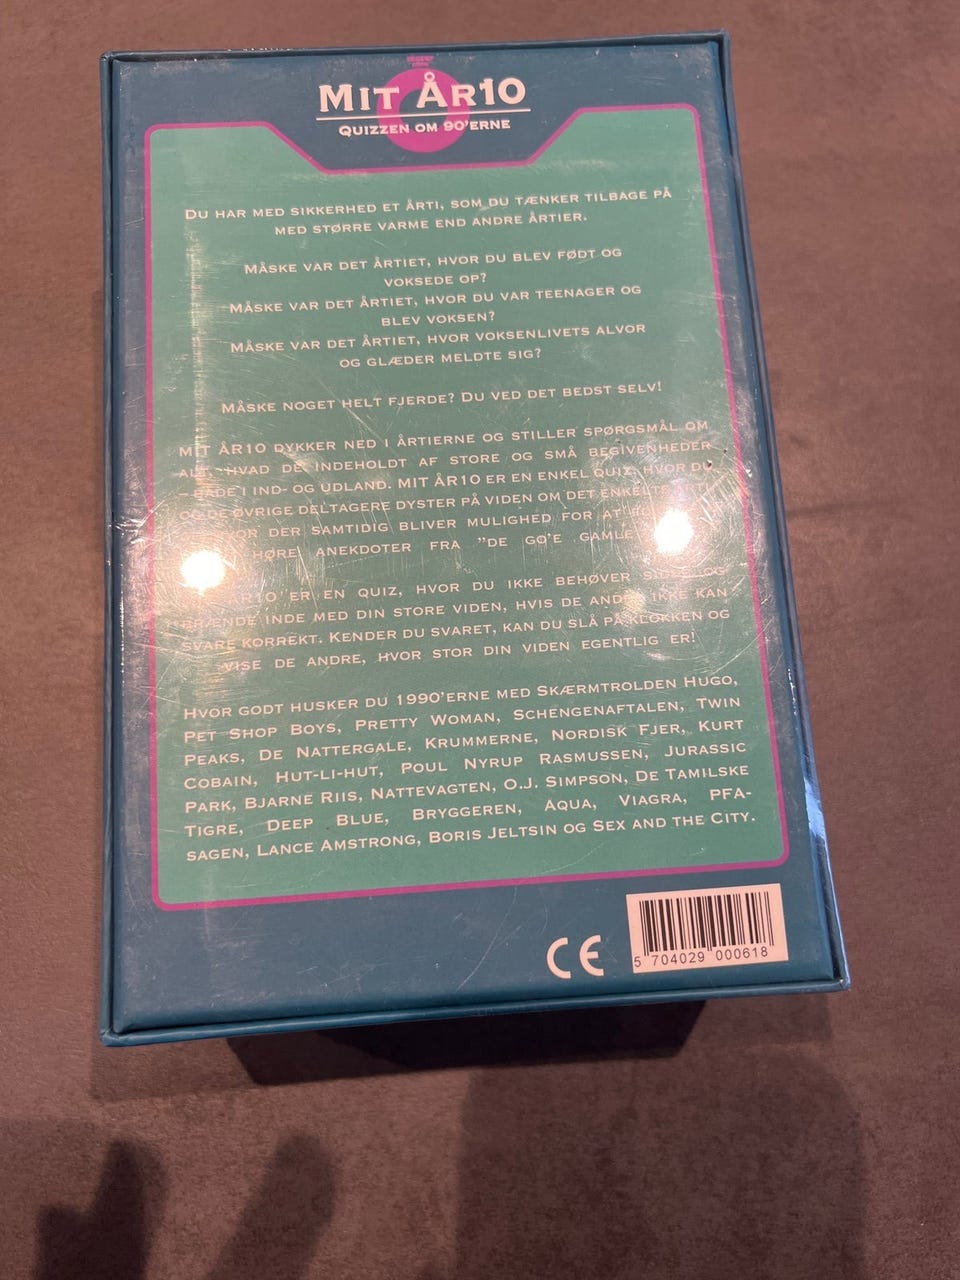 MIT ÅR10
QUIZZEN OM 90'ERNE
DU HAR MED SIKKERHED ET ÅRTI, SOM DU TÆNKER TILBAGE PÅ
MED STØRRE VARME END ANDRE ÅRTIER.
MÅSKE VAR DET ÅRTIET, HVOR DU BLEV FØDT OG
VOKSEDE OP?
MÅSKE VAR DET ÅRTIET, HVOR DU VAR TEENAGER OG
BLEV VOKSEN?
MÅSKE VAR DET ÅRTIET, HVOR VOKSENLIVETS ALVOR
OG GLÆDER MELDTE SIG?
MÅSKE NOGET HELT FJERDE? DU VED DET BEDST SELV!
MIT ÅR10 DYKKER NED I ÅRTIERNE OG STILLER SPØRGSMÅL OM
ALT, HVAD DE INDEHOLDT AF STORE OG SMÅ BEGIVENHEDER
– BÅDE I IND- OG UDLAND. MIT ÅR10 ER EN ENKEL QUIZ, HVOR DU
OG DE ØVRIGE DELTAGERE DYSTER PÅ VIDEN OM DET ENKELTE
DER SAMTIDIG BLIVER MULIGHED FOR AT
HØRE ANEKDOTER FRA "DE GO'E GAMLE
ÅR10 ER EN QUIZ, HVOR DU IKKE BEHØVER OG
BRÆNDE INDE MED DIN STORE VIDEN, HVIS DE ANDRE IKKE KAN
SVARE KORREKT. KENDER DU SVARET, KAN DU SLÅ PÅ KLOKKEN OG
VISE DE ANDRE, HVOR STOR DIN VIDEN EGENTLIG ER!
HVOR GODT HUSKER DU 1990'ERNE MED SKÆRMTROLDEN HUGO,
PET SHOP BOYS, PRETTY WOMAN, SCHENGENAFTALEN, TWIN
PEAKS, DE NATTERGALE, KRUMMERNE, NORDISK FJER, KURT
COBAIN, HUT-LI-HUT, POUL NYRUP RASMUSSEN, JURASSIC
PARK, BJARNE RIIS, NATTEVAGTEN, O.J. SIMPSON, DE TAMILSKE
TIGRE, DEEP BLUE, BRYGGEREN, AQUA, VIAGRA, PFA-
SAGEN, LANCE AMSTRONG, BORIS JELTSIN OG SEX AND THE CITY.
CE
5 704029 000618